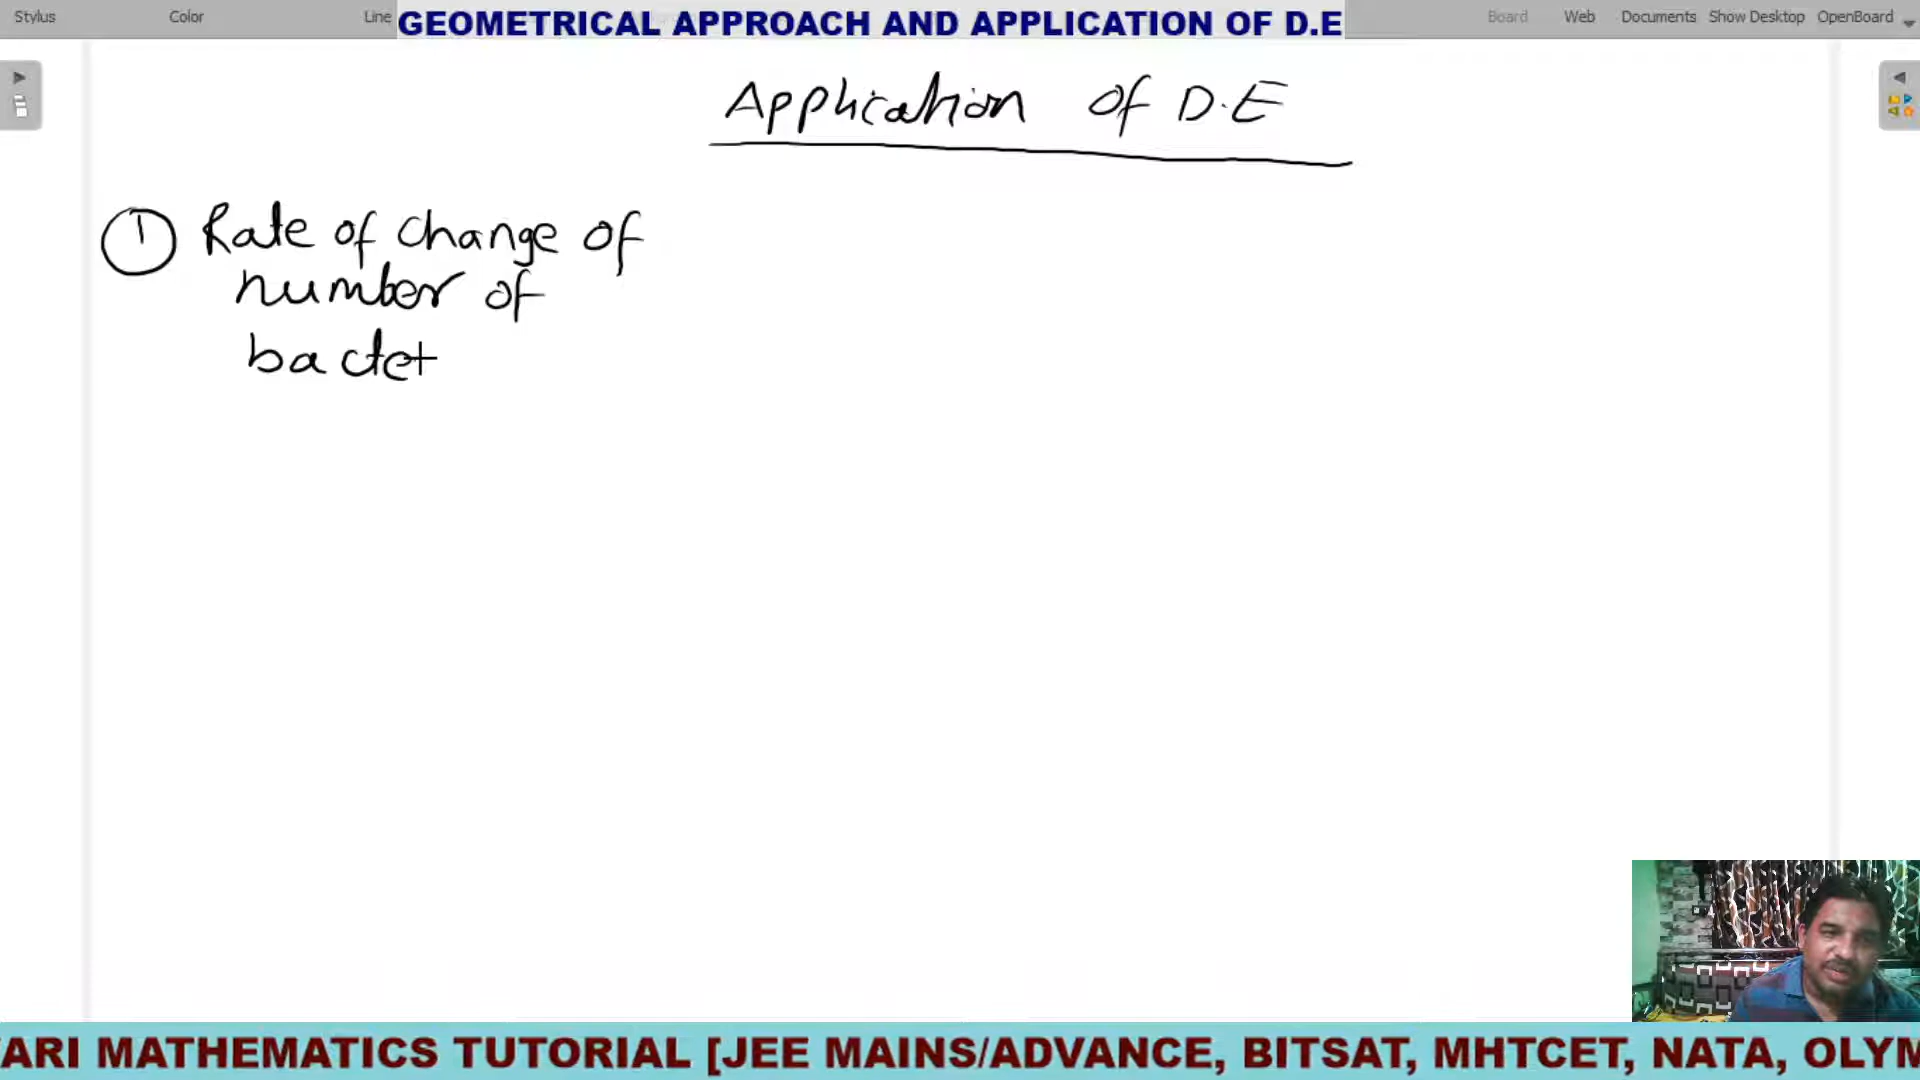 Stylus Color Line GEOMETRICAL APPROACH AND APPLICATION OF D.E Board Web Documents Show Desktop OpenBoard
Application of D.E
① Rate of change of
number of
bactet
ARI MATHEMATICS TUTORIAL [JEE MAINS/ADVANCE, BITSAT, MHTCET, NATA, OLYM